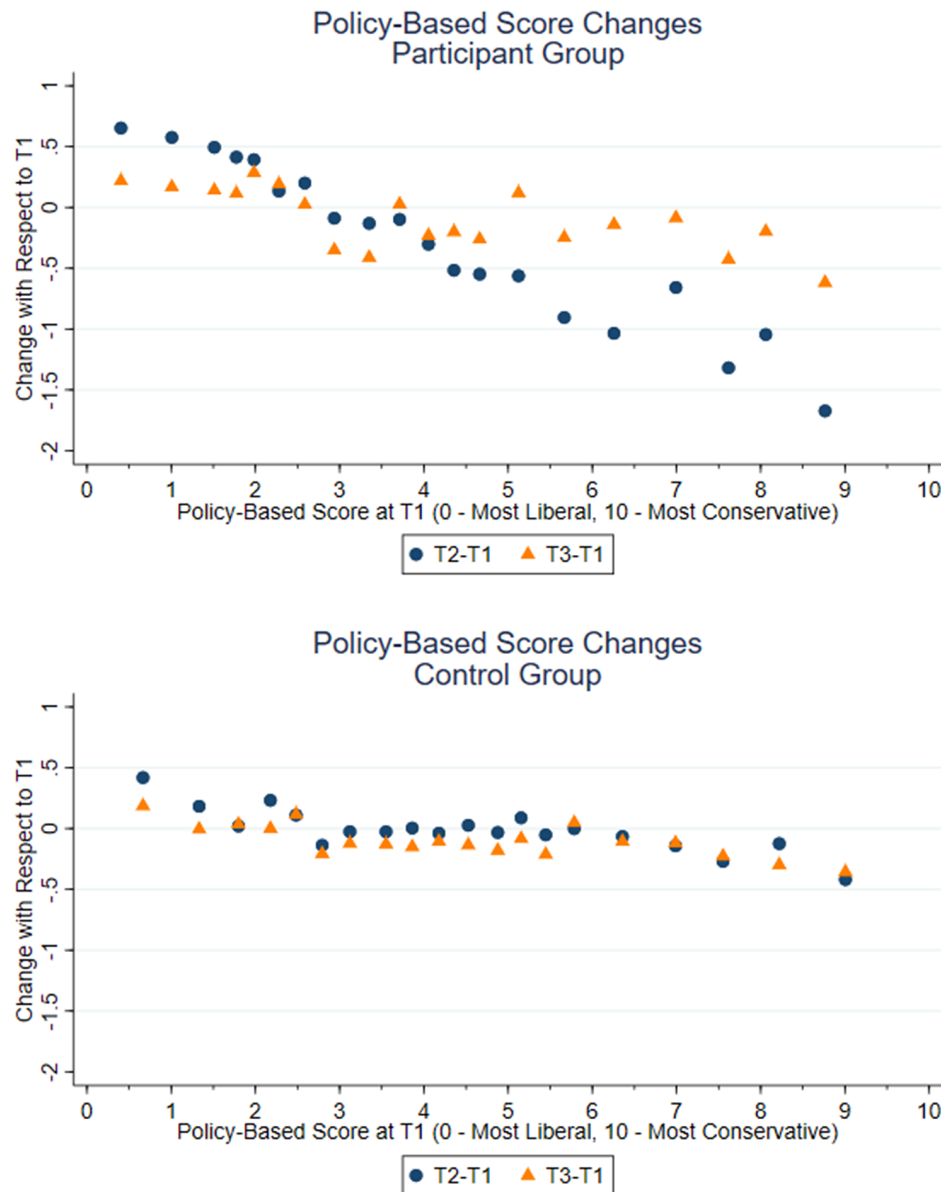 Policy-Based Score Changes
Participant Group
Change with Respect to T1
1
.5
0
-.5
-1
-1.5
-2
0 1 2 3 4 5 6 7 8 9 10
Policy-Based Score at T1 (0 - Most Liberal, 10 - Most Conservative)
T2-T1 T3-T1
Policy-Based Score Changes
Control Group
Change with Respect to T1
1
.5
0
-.5
-1
-1.5
-2
0 1 2 3 4 5 6 7 8 9 10
Policy-Based Score at T1 (0 - Most Liberal, 10 - Most Conservative)
T2-T1 T3-T1